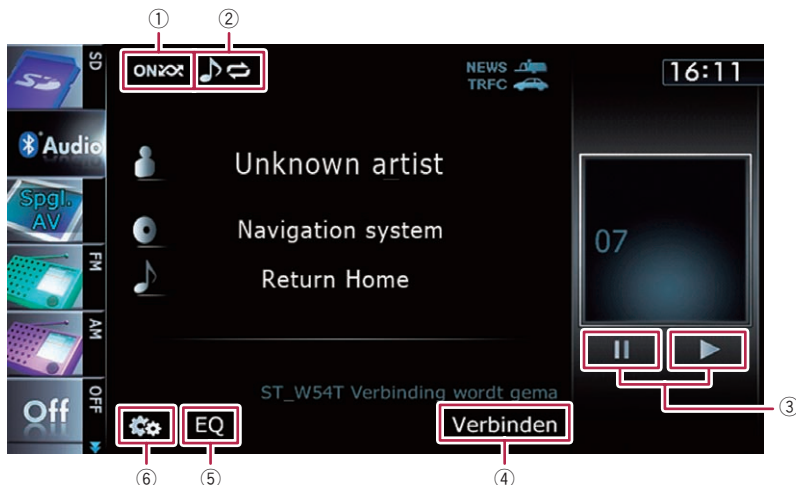 ① ②
SD
ON
NEWS
TRFC
16:11
Audio
Unknown artist
Spgl.
AV
Navigation system
07
FM
Return Home
AM
ST_W54T Verbinding wordt gema
③
OFF
Off
EQ
Verbinden
⑥ ⑤ ④